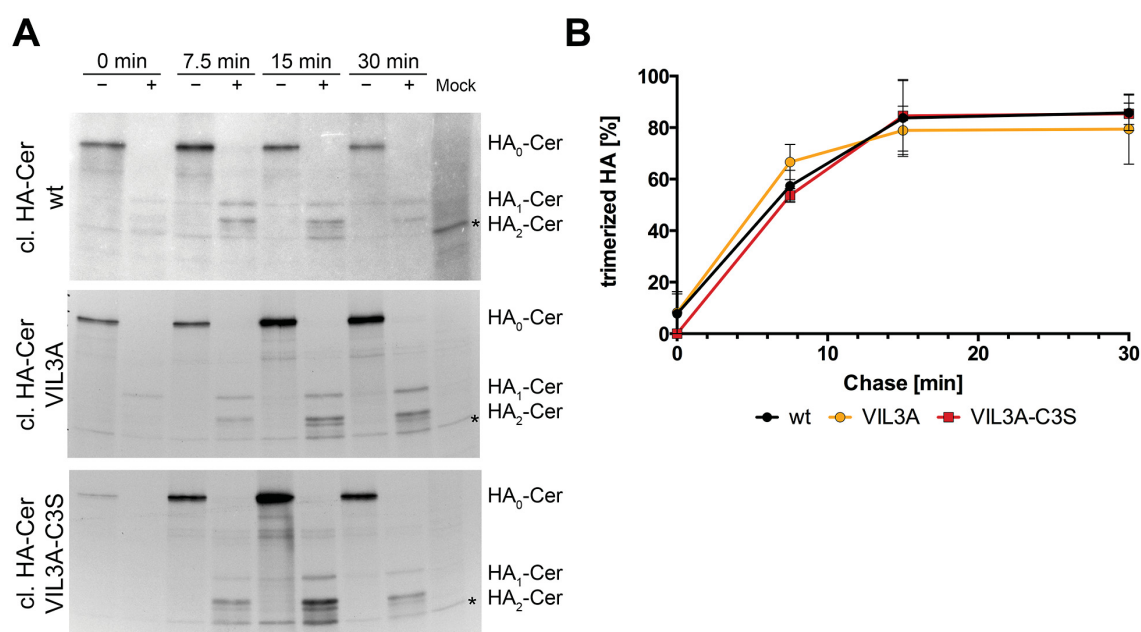 A
0 min 7.5 min 15 min 30 min
– + – + – + – + Mock
cl. HA-Cer
wt
HA0-Cer
HA1-Cer
* HA2-Cer
cl. HA-Cer
VIL3A
HA0-Cer
HA1-Cer
* HA2-Cer
cl. HA-Cer
VIL3A-C3S
HA0-Cer
HA1-Cer
* HA2-Cer
B
trimerized HA [%]
100
80
60
40
20
0
0 10 20 30
Chase [min]
wt VIL3A VIL3A-C3S